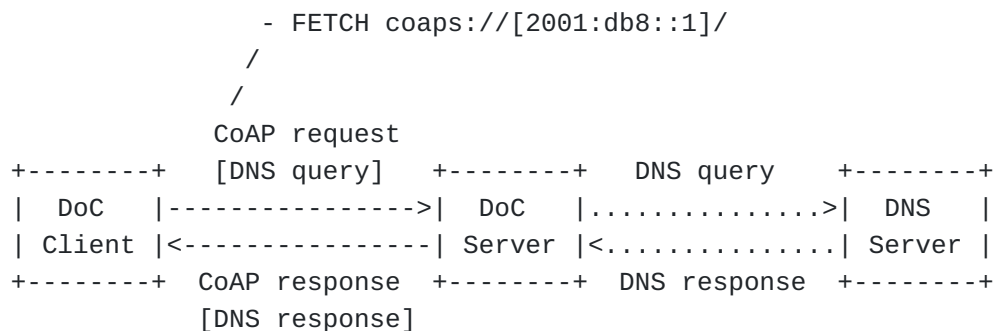 - FETCH coaps://[2001:db8::1]/
/
/
CoAP request
+--------+   [DNS query]   +--------+   DNS query    +--------+
|  DoC   |---------------->|  DoC   |...............>|  DNS   |
| Client |<----------------| Server |<...............| Server |
+--------+  CoAP response  +--------+  DNS response  +--------+
[DNS response]